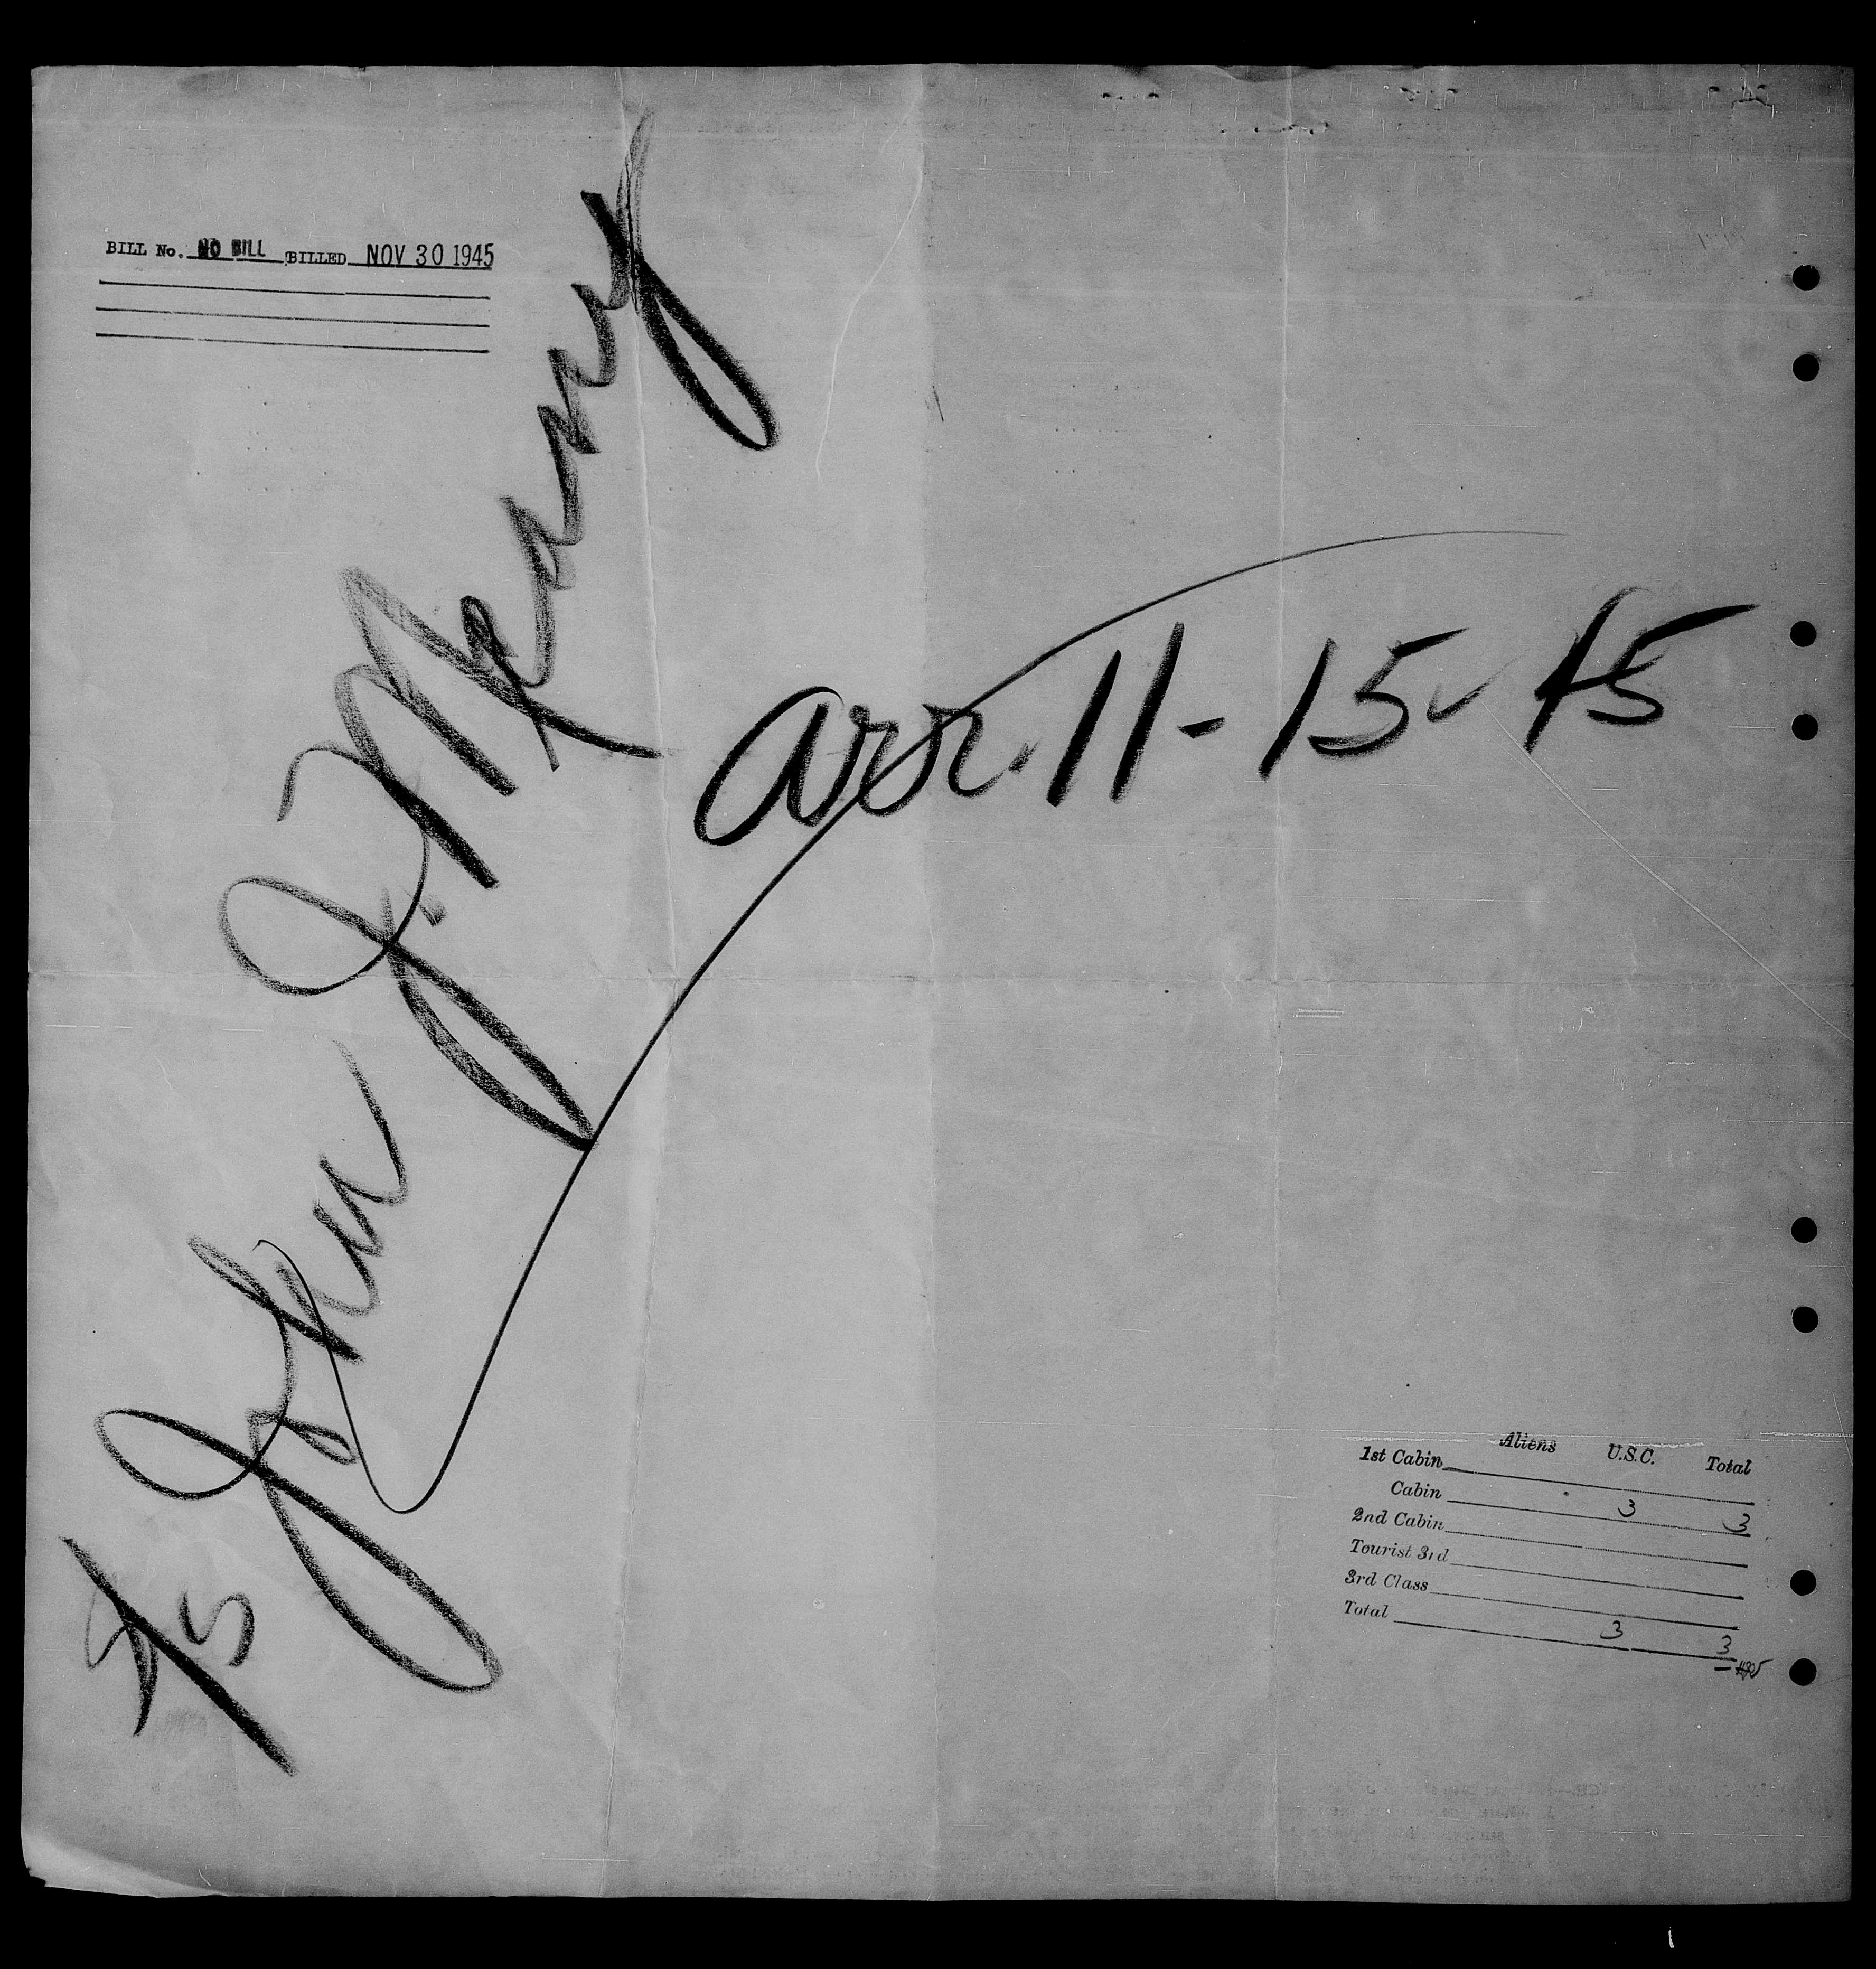 BILL No. NO BILL BILLED NOV 30 1945
SS John J. Meany
arr. 11-15-45
Aliens U.S.C. Total
1st Cabin
Cabin 3 3
2nd Cabin
Tourist 3rd
3rd Class
Total 3 3